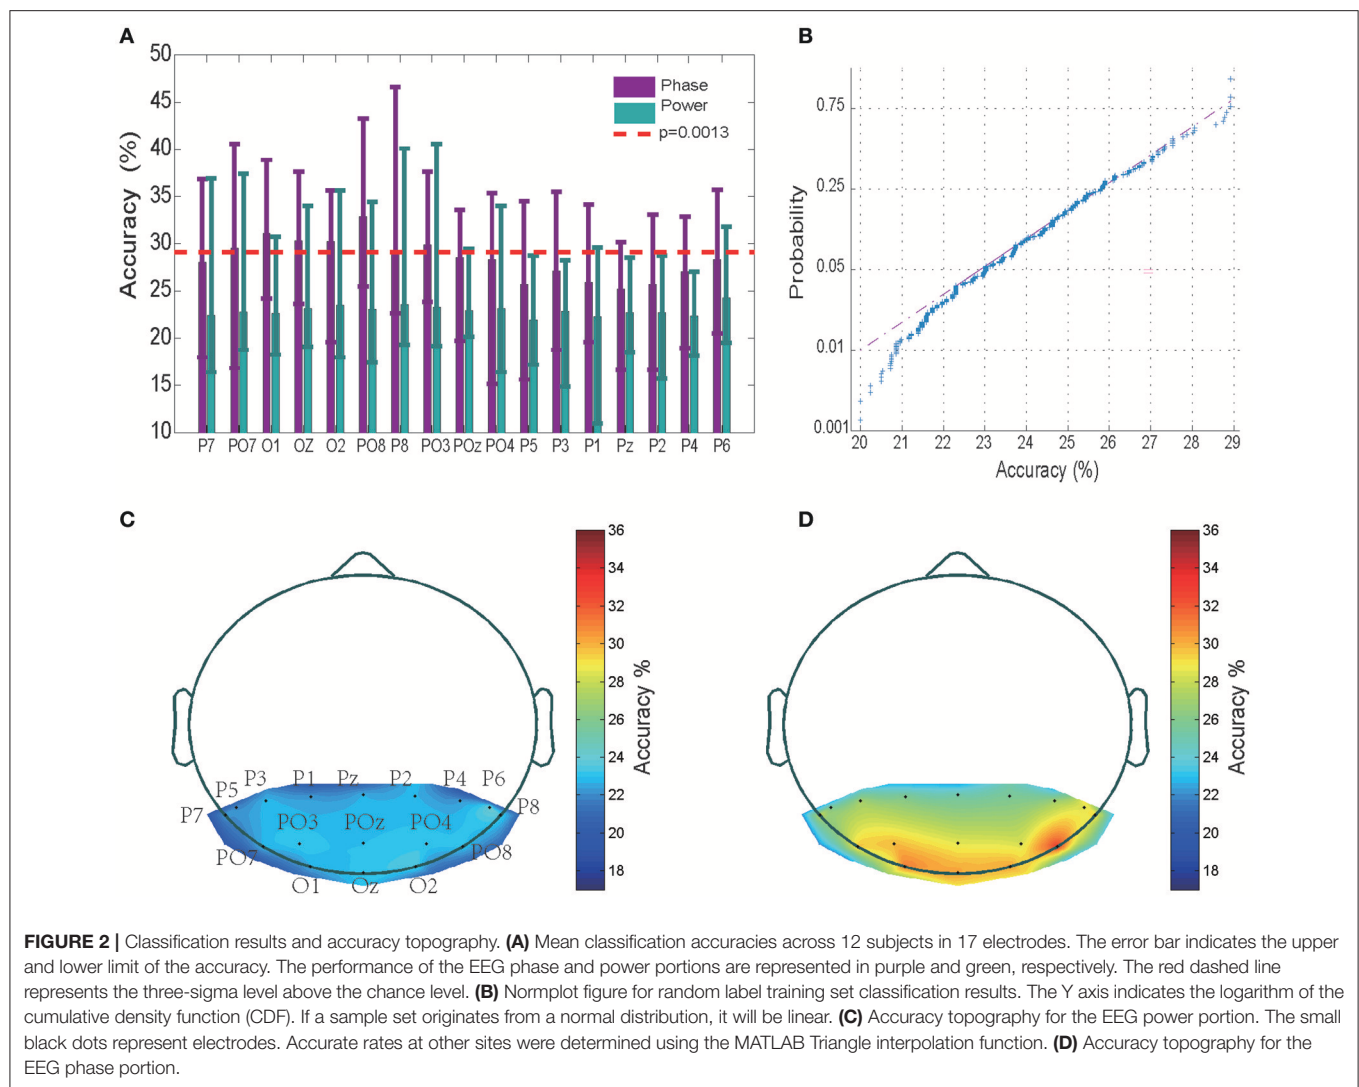 A
50
45
40
35
30
25
20
15
10
Accuracy (%)
Phase
Power
p=0.0013
P7 PO7 O1 OZ O2 PO8 P8 PO3 POz PO4 P5 P3 P1 Pz P2 P4 P6
B
0.75
0.25
0.05
0.01
0.001
Probability
20 21 22 23 24 25 26 27 28 29
Accuracy (%)
C
36
34
32
30
28
26
24
22
20
18
Accuracy %
P5 P3 P1 Pz P2 P4 P6
P7 P8
PO3 POz PO4
PO7 PO8
O1 Oz O2
D
36
34
32
30
28
26
24
22
20
18
Accuracy %
FIGURE 2 | Classification results and accuracy topography. (A) Mean classification accuracies across 12 subjects in 17 electrodes. The error bar indicates the upper
and lower limit of the accuracy. The performance of the EEG phase and power portions are represented in purple and green, respectively. The red dashed line
represents the three-sigma level above the chance level. (B) Normplot figure for random label training set classification results. The Y axis indicates the logarithm of the
cumulative density function (CDF). If a sample set originates from a normal distribution, it will be linear. (C) Accuracy topography for the EEG power portion. The small
black dots represent electrodes. Accurate rates at other sites were determined using the MATLAB Triangle interpolation function. (D) Accuracy topography for the
EEG phase portion.